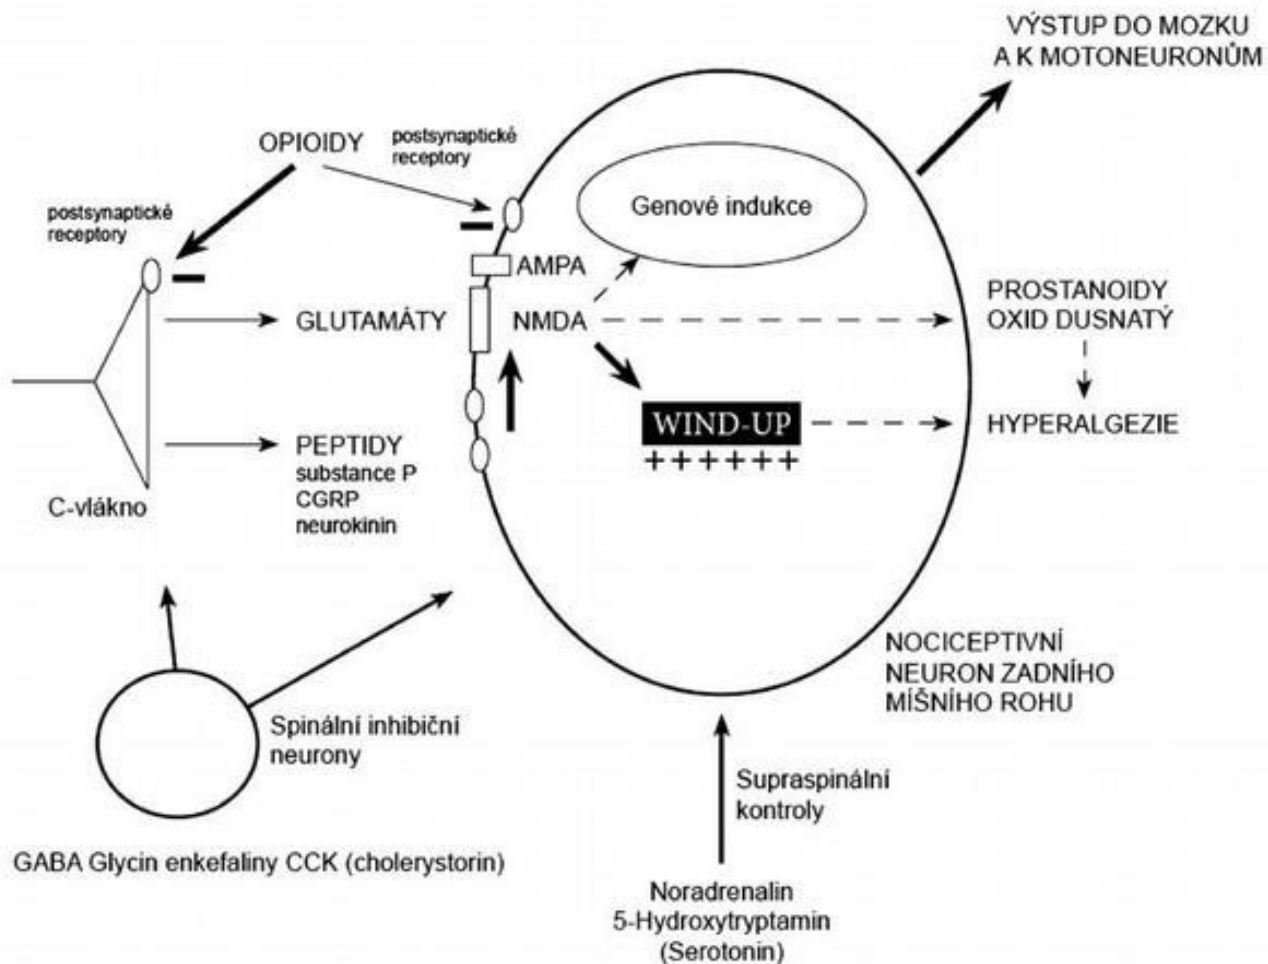 VÝSTUP DO MOZKU
A K MOTONEURONŮM
OPIOIDY
postsynaptické
receptory
postsynaptické
receptory
Genové indukce
AMPA
GLUTAMÁTY
NMDA
PROSTANOIDY
OXID DUSNATÝ
WIND-UP
++++++
HYPERALGEZIE
PEPTIDY
substance P
CGRP
neurokinin
C-vlákno
NOCICEPTIVNÍ
NEURON ZADNÍHO
MÍŠNÍHO ROHU
Spinální inhibiční
neurony
Supraspinální
kontroly
GABA Glycin enkefaliny CCK (cholerystorin)
Noradrenalin
5-Hydroxytryptamin
(Serotonin)